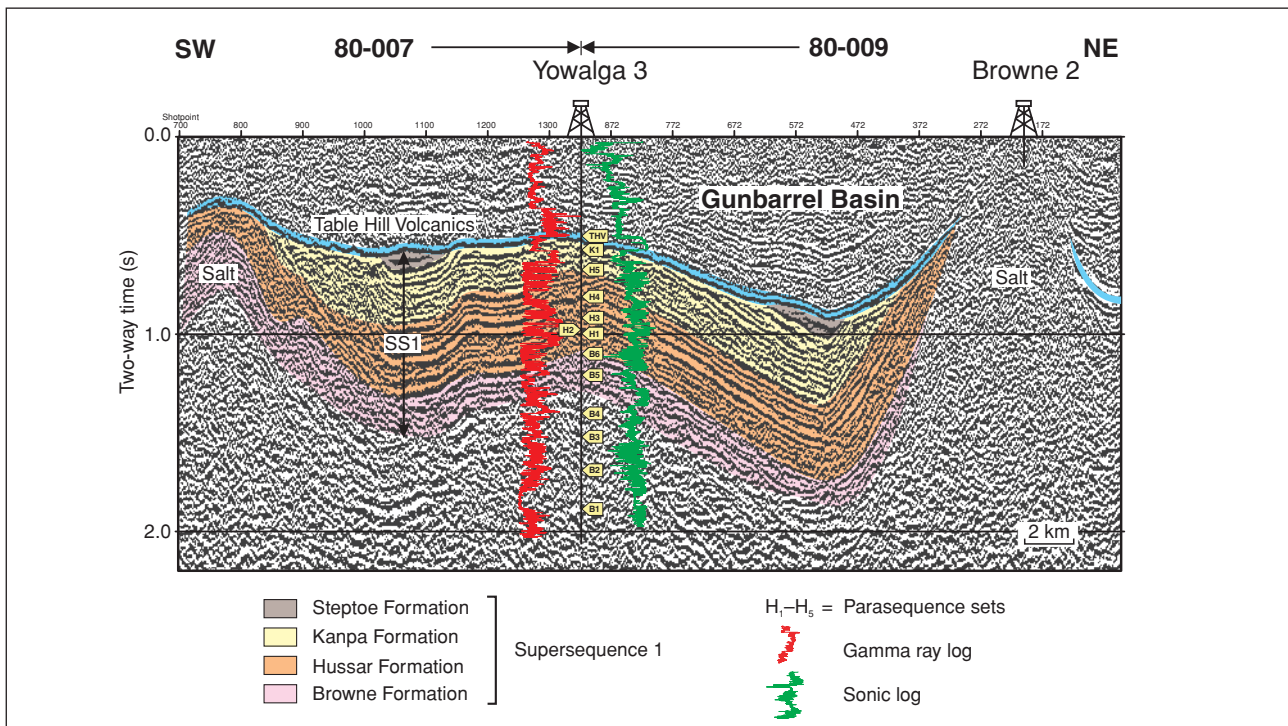 SW 80-007 80-009 NE
Yowalga 3 Browne 2
Shotpoint
700 800 900 1000 1100 1200 1300 872 772 672 572 472 372 272 172
0.0
Gunbarrel Basin
Table Hill Volcanics
THV
K1
Salt Salt
H5
H4
H3
H2
1.0
H1
SS1
B6
B5
B4
B3
B2
B1
2.0
2 km
Two-way time (s)
Steptoe Formation
Kanpa Formation
Hussar Formation
Browne Formation
Supersequence 1
H₁–H₅ = Parasequence sets
Gamma ray log
Sonic log